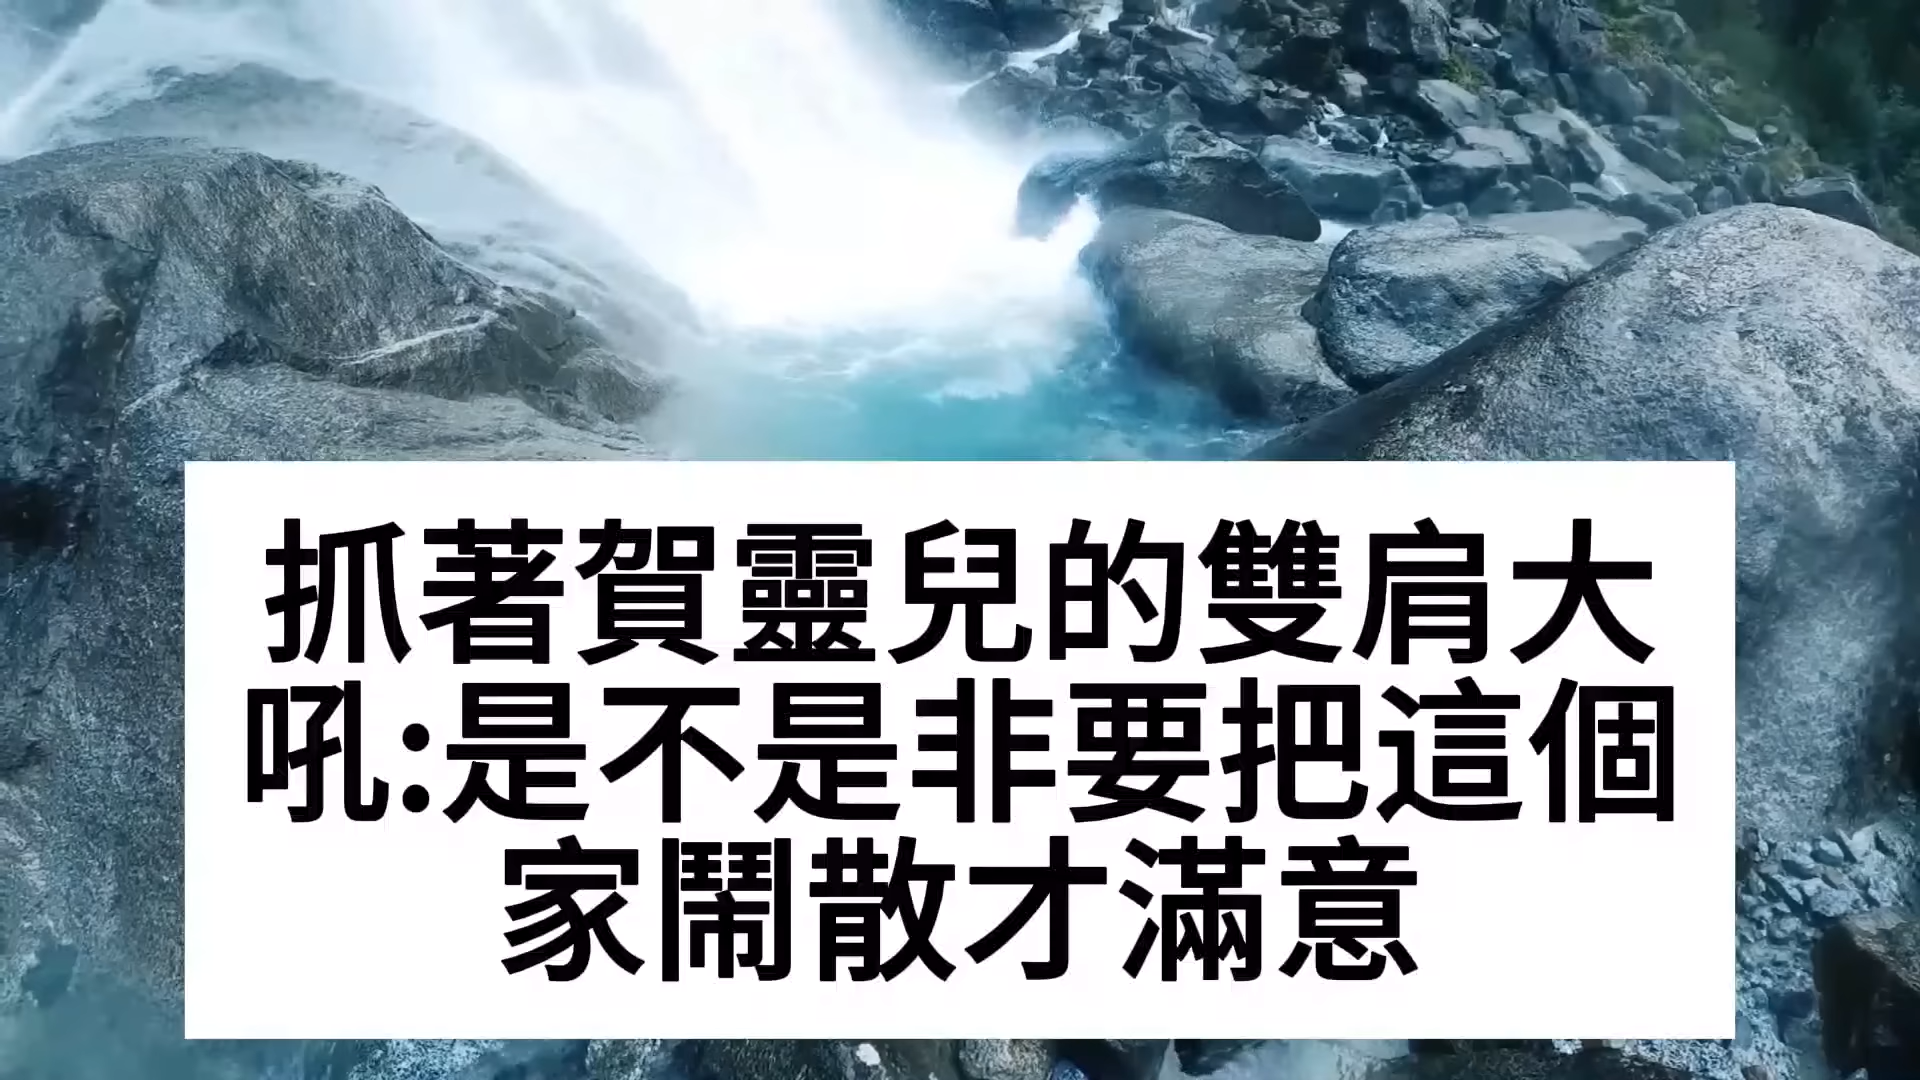 抓著賀靈兒的雙肩大
吼:是不是非要把這個
家鬧散才滿意